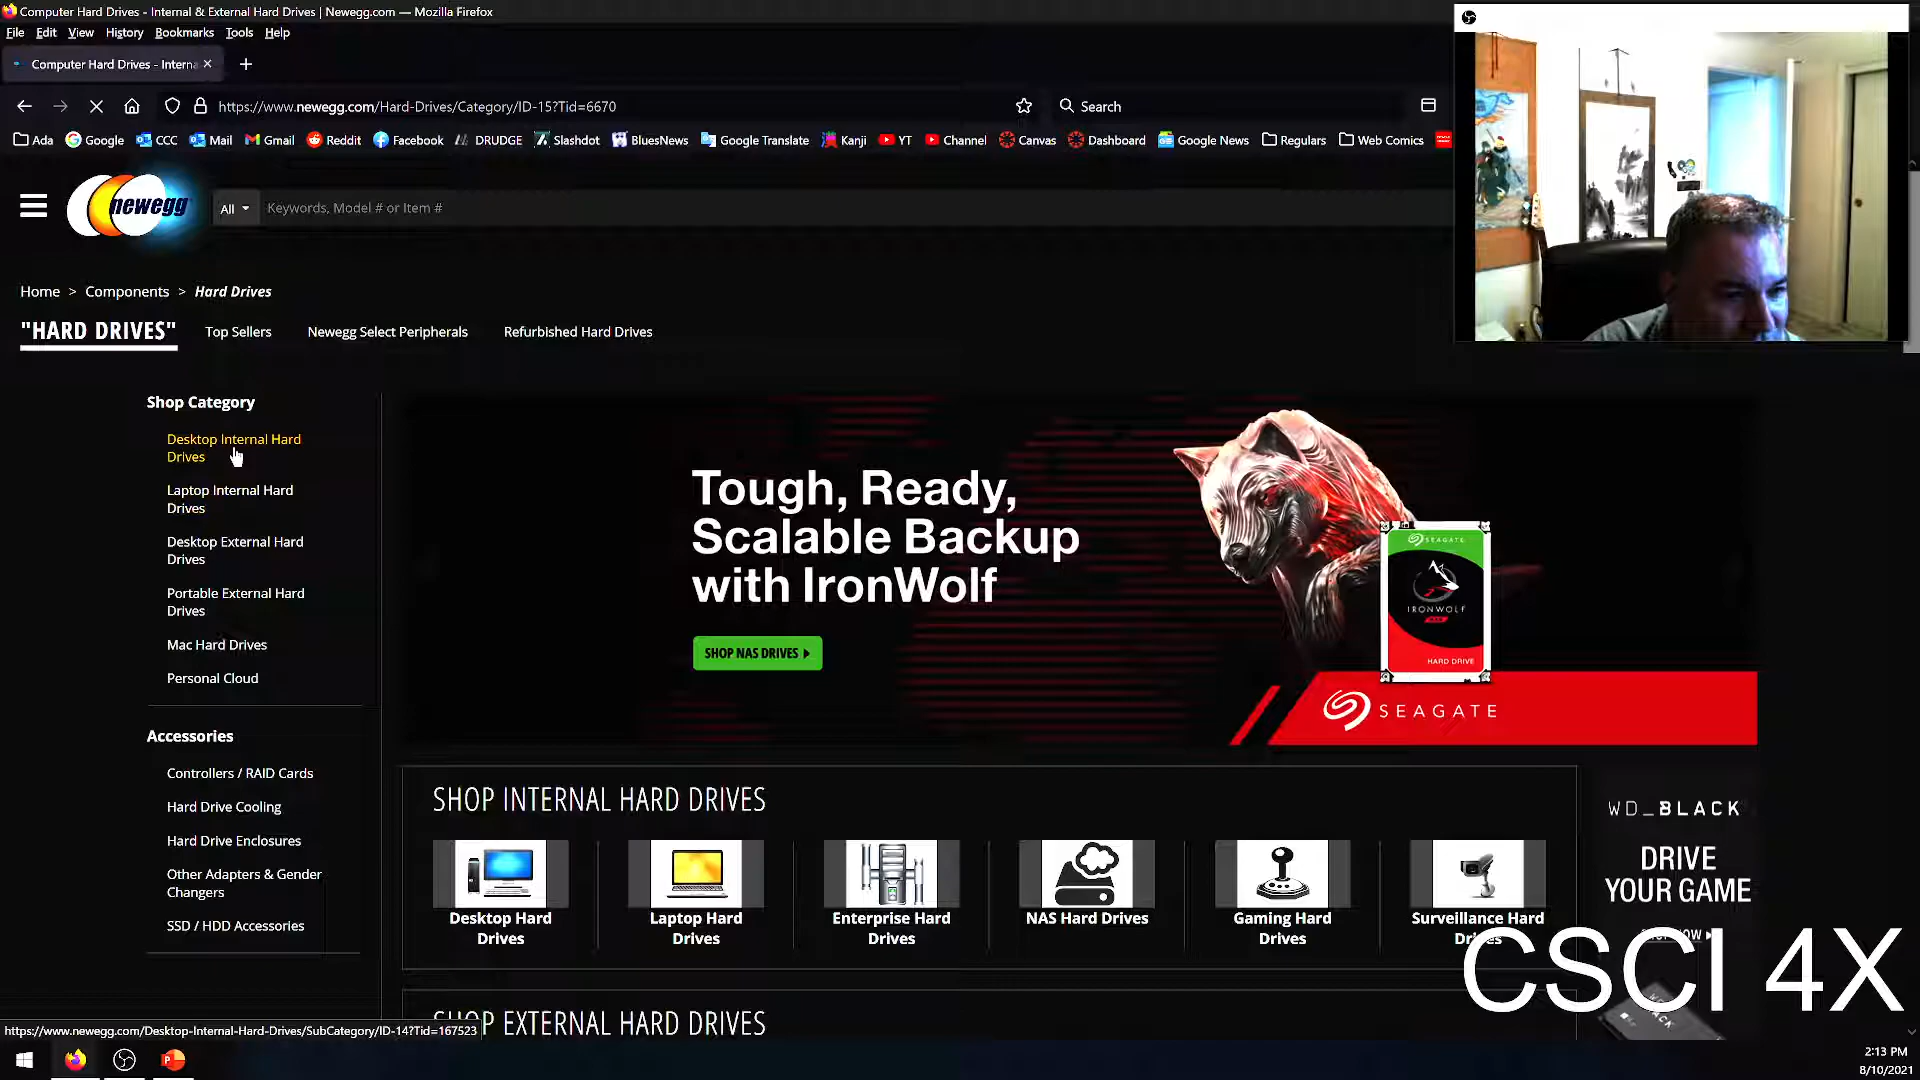 Computer Hard Drives - Internal & External Hard Drives | Newegg.com — Mozilla Firefox
File Edit View History Bookmarks Tools Help
Computer Hard Drives - Interna
https://www.newegg.com/Hard-Drives/Category/ID-15?Tid=6670
Search
Ada Google CCC Mail Gmail Reddit Facebook DRUDGE Slashdot BluesNews Google Translate Kanji YT Channel Canvas Dashboard Google News Regulars Web Comics
newegg
All
Keywords, Model # or Item #
Home > Components > Hard Drives
"HARD DRIVES" Top Sellers Newegg Select Peripherals Refurbished Hard Drives
Shop Category
Desktop Internal Hard
Drives
Laptop Internal Hard
Drives
Desktop External Hard
Drives
Portable External Hard
Drives
Mac Hard Drives
Personal Cloud
Accessories
Controllers / RAID Cards
Hard Drive Cooling
Hard Drive Enclosures
Other Adapters & Gender
Changers
SSD / HDD Accessories
Tough, Ready,
Scalable Backup
with IronWolf
SHOP NAS DRIVES
SEAGATE
IRONWOLF
HARD DRIVE
SEAGATE
SHOP INTERNAL HARD DRIVES
Desktop Hard
Drives
Laptop Hard
Drives
Enterprise Hard
Drives
NAS Hard Drives
Gaming Hard
Drives
Surveillance Hard
Drives
WD_BLACK
DRIVE
YOUR GAME
CSCI 4X
SHOP EXTERNAL HARD DRIVES
https://www.newegg.com/Desktop-Internal-Hard-Drives/SubCategory/ID-14?Tid=167523
2:13 PM
8/10/2021